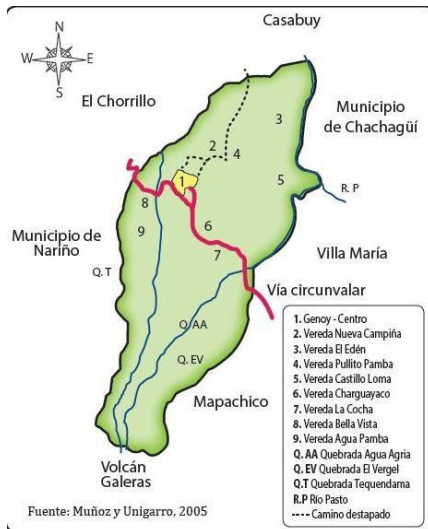 Casabuy
N
W E
S
El Chorrillo
Municipio
de Chachagüí
3
2
4
1
5
R. P
8
6
9
7
Municipio de
Nariño
Q. T
Villa María
Vía circunvalar
Q. AA
Q. EV
Mapachico
Volcán
Galeras
1. Genoy - Centro
2. Vereda Nueva Campiña
3. Vereda El Edén
4. Vereda Pullito Pamba
5. Vereda Castillo Loma
6. Vereda Charguayaco
7. Vereda La Cocha
8. Vereda Bella Vista
9. Vereda Agua Pamba
Q. AA Quebrada Agua Agria
Q. EV Quebrada El Vergel
Q.T Quebrada Tequendama
R.P Río Pasto
Camino destapado
Fuente: Muñoz y Unigarro, 2005